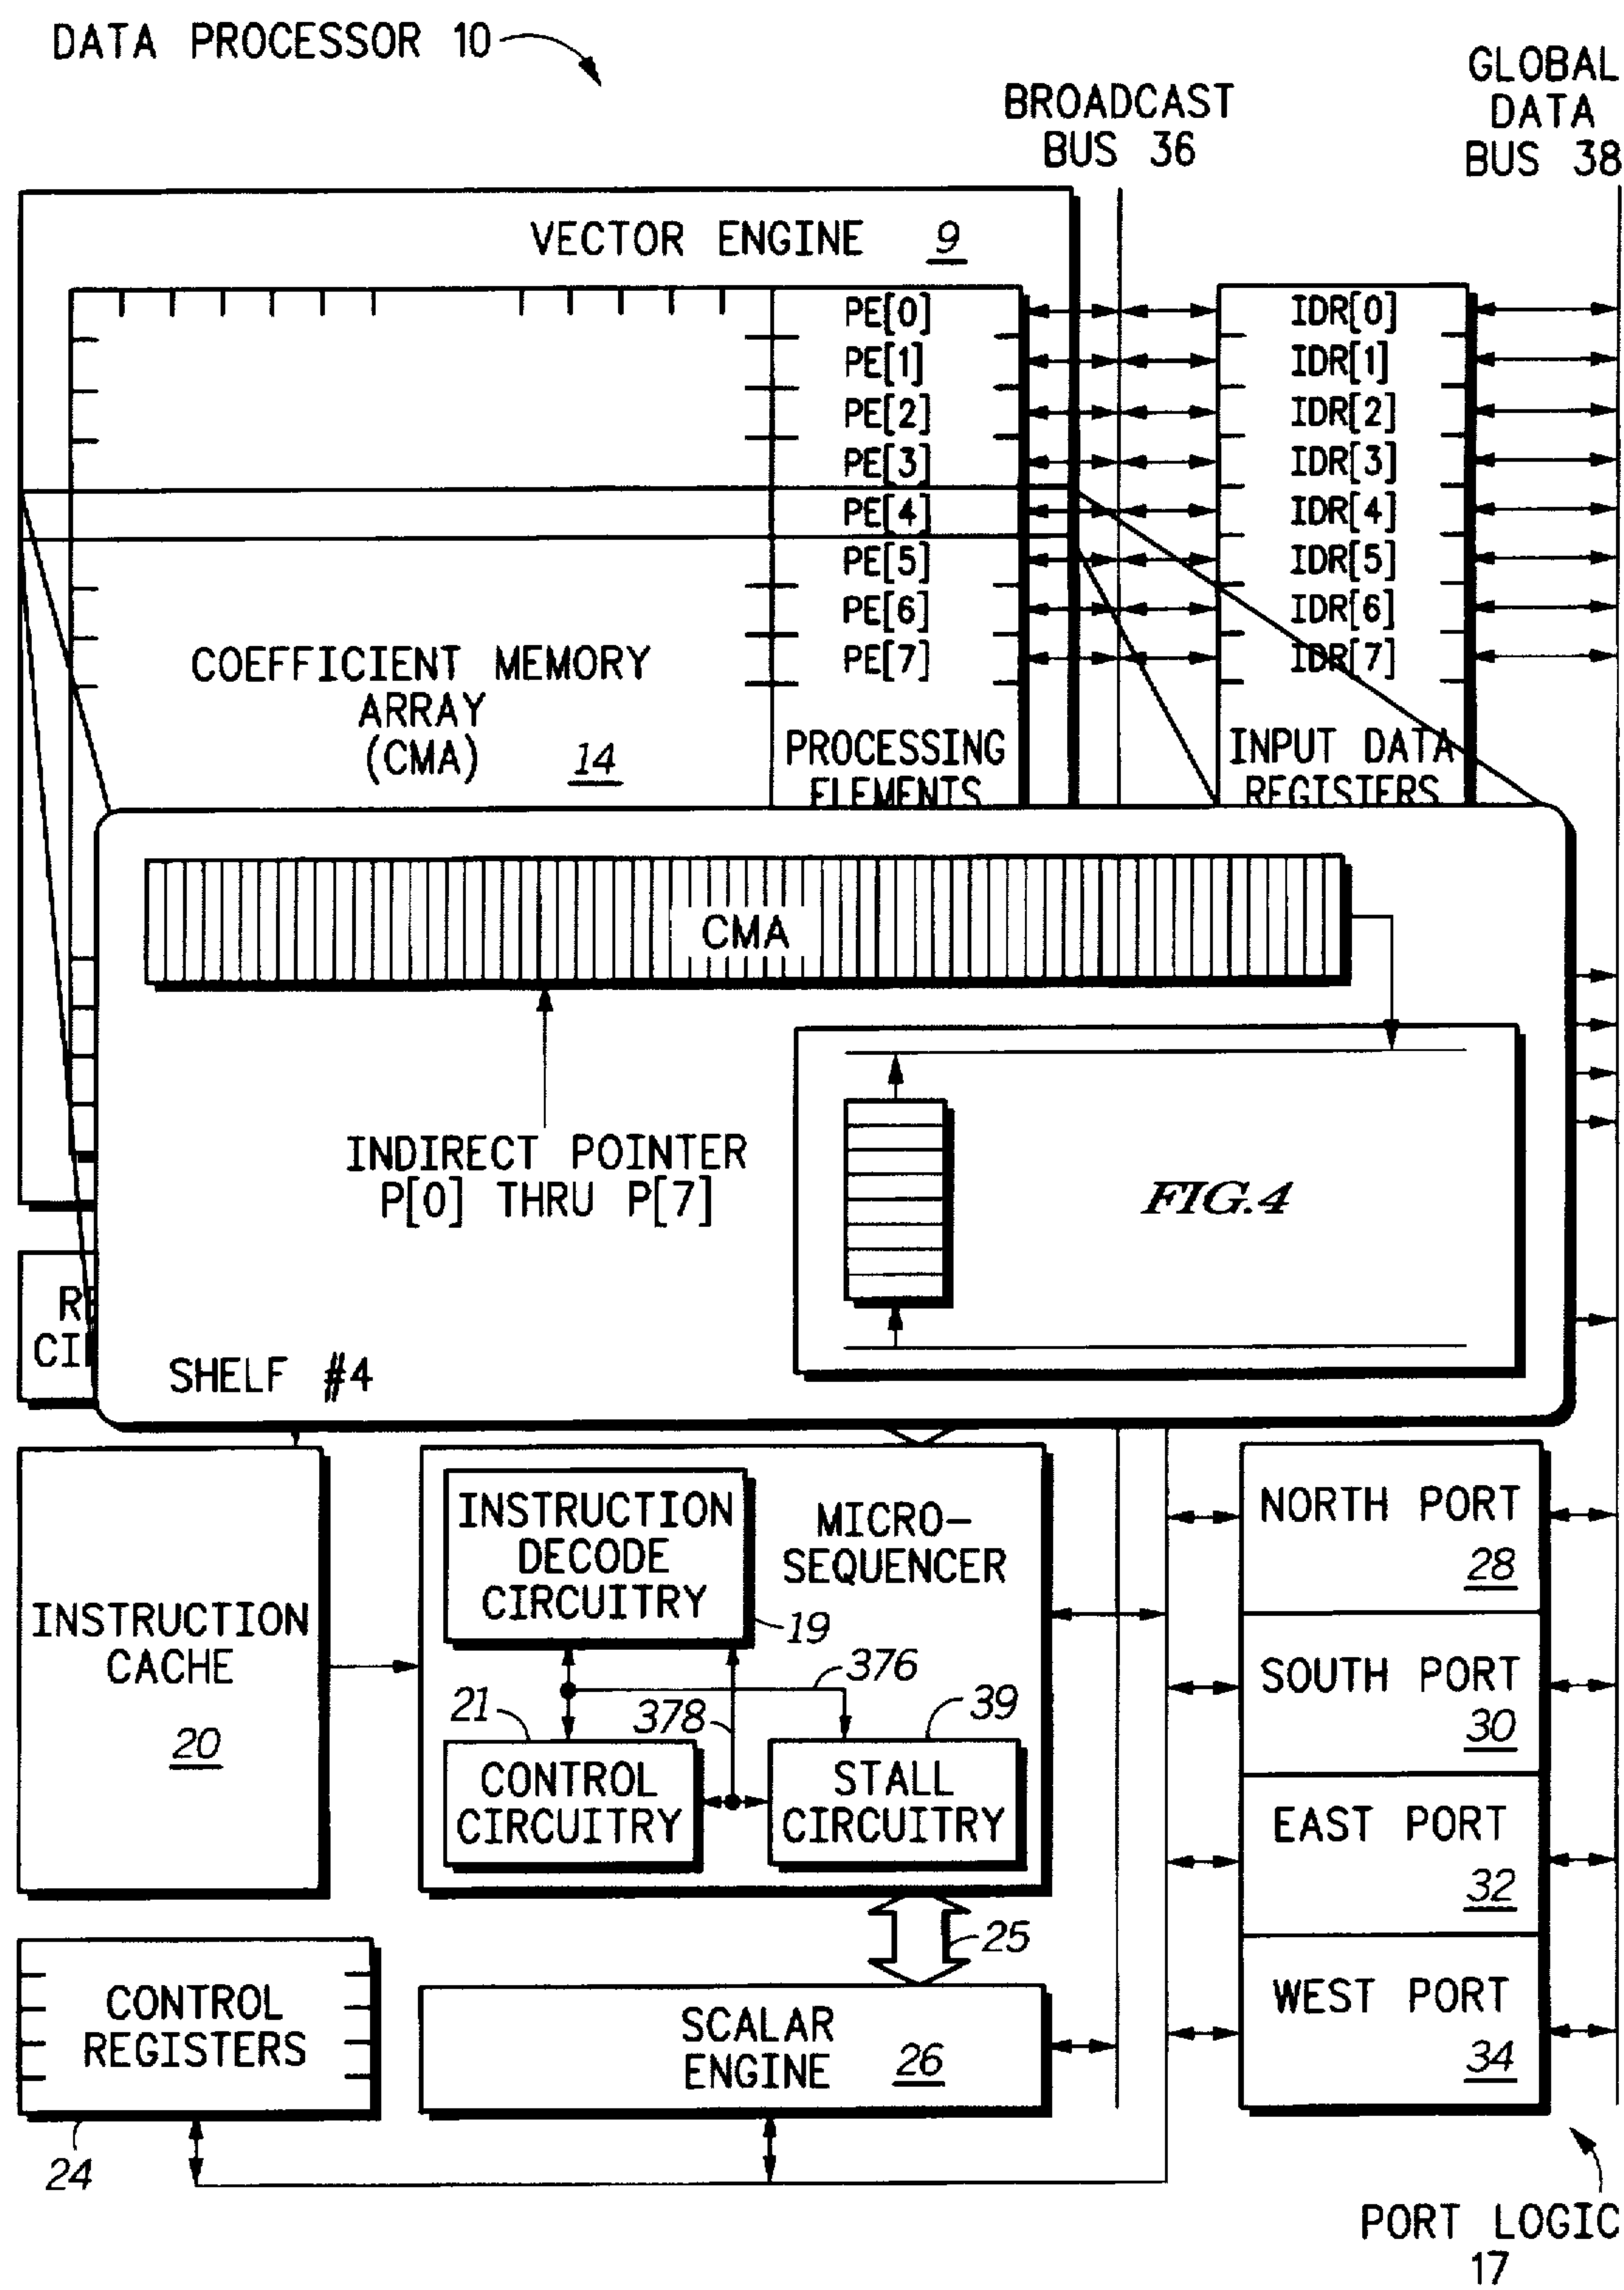 DATA PROCESSOR 10
BROADCAST
BUS 36
GLOBAL
DATA
BUS 38
VECTOR ENGINE 9
PE[0]
PE[1]
PE[2]
PE[3]
PE[4]
PE[5]
PE[6]
PE[7]
PROCESSING
ELEMENTS
IDR[0]
IDR[1]
IDR[2]
IDR[3]
IDR[4]
IDR[5]
IDR[6]
IDR[7]
INPUT DATA
REGISTERS
COEFFICIENT MEMORY
ARRAY
(CMA) 14
CMA
INDIRECT POINTER
P[0] THRU P[7]
FIG.4
SHELF #4
INSTRUCTION
CACHE
20
INSTRUCTION
DECODE
CIRCUITRY
19
MICRO-
SEQUENCER
376
378
21
39
CONTROL
CIRCUITRY
STALL
CIRCUITRY
25
CONTROL
REGISTERS
24
SCALAR
ENGINE 26
NORTH PORT
28
SOUTH PORT
30
EAST PORT
32
WEST PORT
34
PORT LOGIC
17